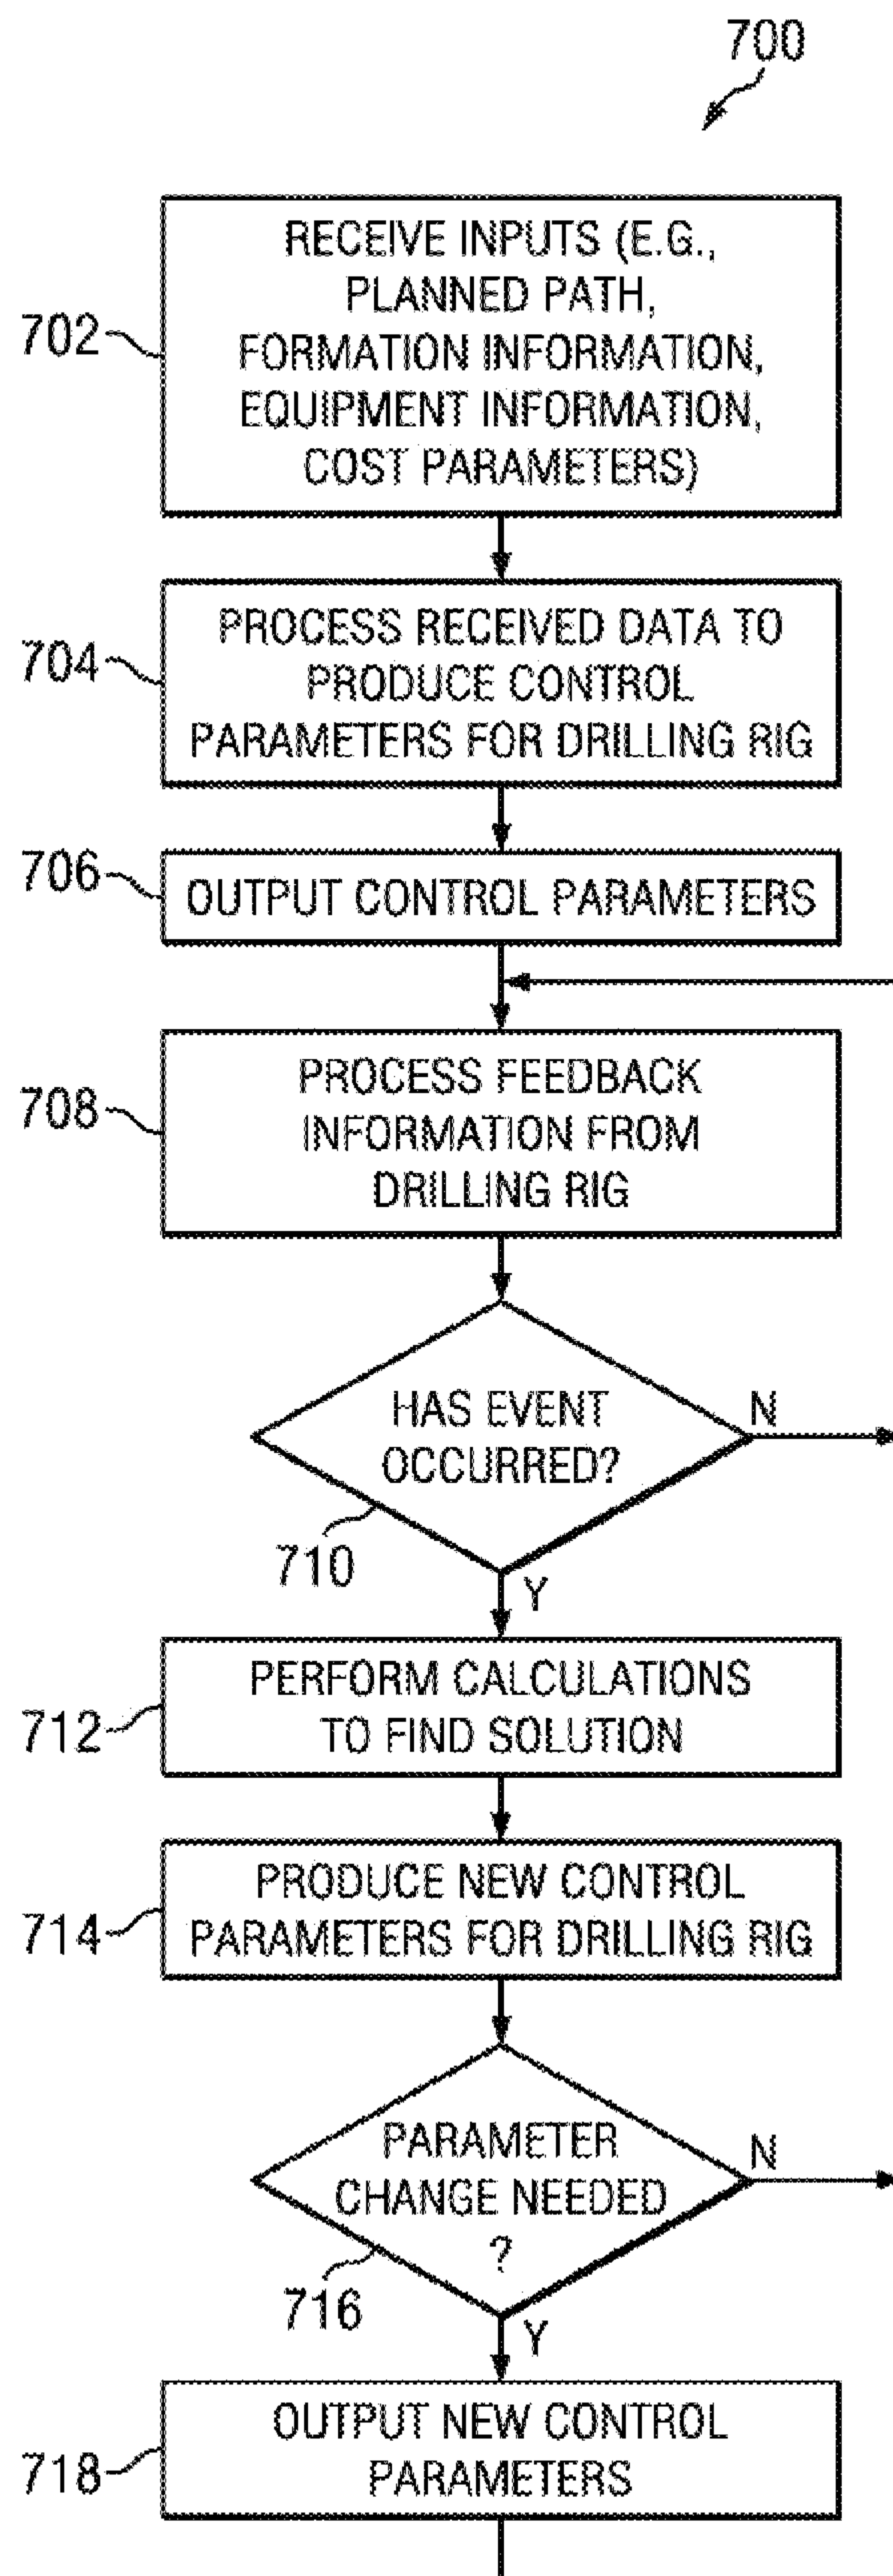 700
702
RECEIVE INPUTS (E.G.,
PLANNED PATH,
FORMATION INFORMATION,
EQUIPMENT INFORMATION,
COST PARAMETERS)
704
PROCESS RECEIVED DATA TO
PRODUCE CONTROL
PARAMETERS FOR DRILLING RIG
706
OUTPUT CONTROL PARAMETERS
708
PROCESS FEEDBACK
INFORMATION FROM
DRILLING RIG
HAS EVENT
OCCURRED?
N
710
Y
712
PERFORM CALCULATIONS
TO FIND SOLUTION
714
PRODUCE NEW CONTROL
PARAMETERS FOR DRILLING RIG
PARAMETER
CHANGE NEEDED
?
N
716
Y
718
OUTPUT NEW CONTROL
PARAMETERS